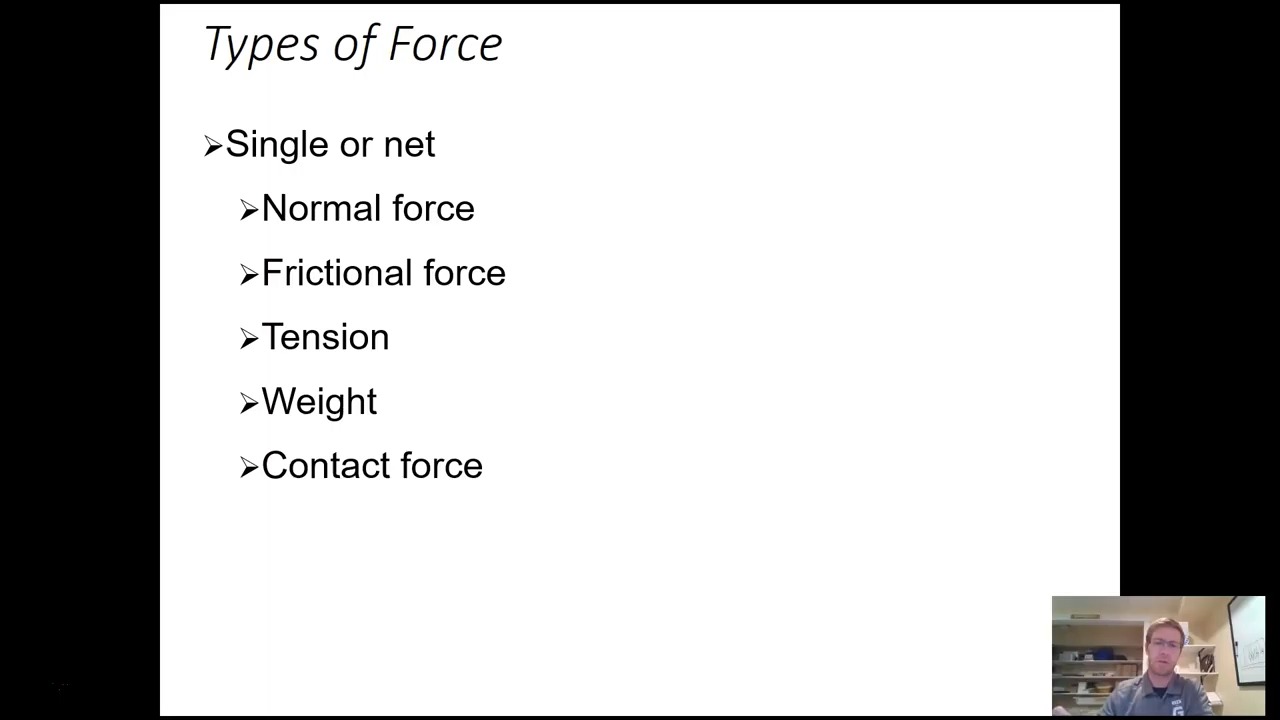 Types of Force
➢Single or net
➢Normal force
➢Frictional force
➢Tension
➢Weight
➢Contact force